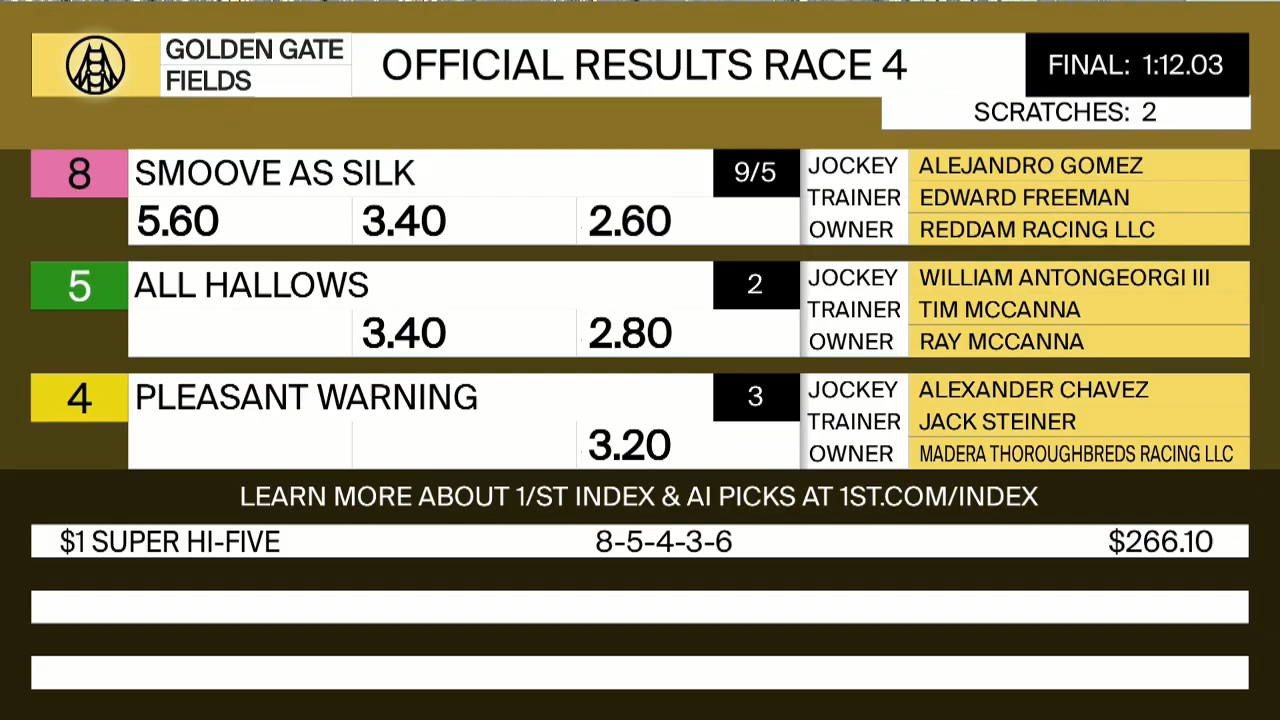 GOLDEN GATE
FIELDS
OFFICIAL RESULTS RACE 4
FINAL: 1:12.03
SCRATCHES: 2
8 SMOOVE AS SILK 9/5
5.60 3.40 2.60
JOCKEY ALEJANDRO GOMEZ
TRAINER EDWARD FREEMAN
OWNER REDDAM RACING LLC
5 ALL HALLOWS 2
3.40 2.80
JOCKEY WILLIAM ANTONGEORGI III
TRAINER TIM MCCANNA
OWNER RAY MCCANNA
4 PLEASANT WARNING 3
3.20
JOCKEY ALEXANDER CHAVEZ
TRAINER JACK STEINER
OWNER MADERA THOROUGHBREDS RACING LLC
LEARN MORE ABOUT 1/ST INDEX & AI PICKS AT 1ST.COM/INDEX
$1 SUPER HI-FIVE 8-5-4-3-6 $266.10